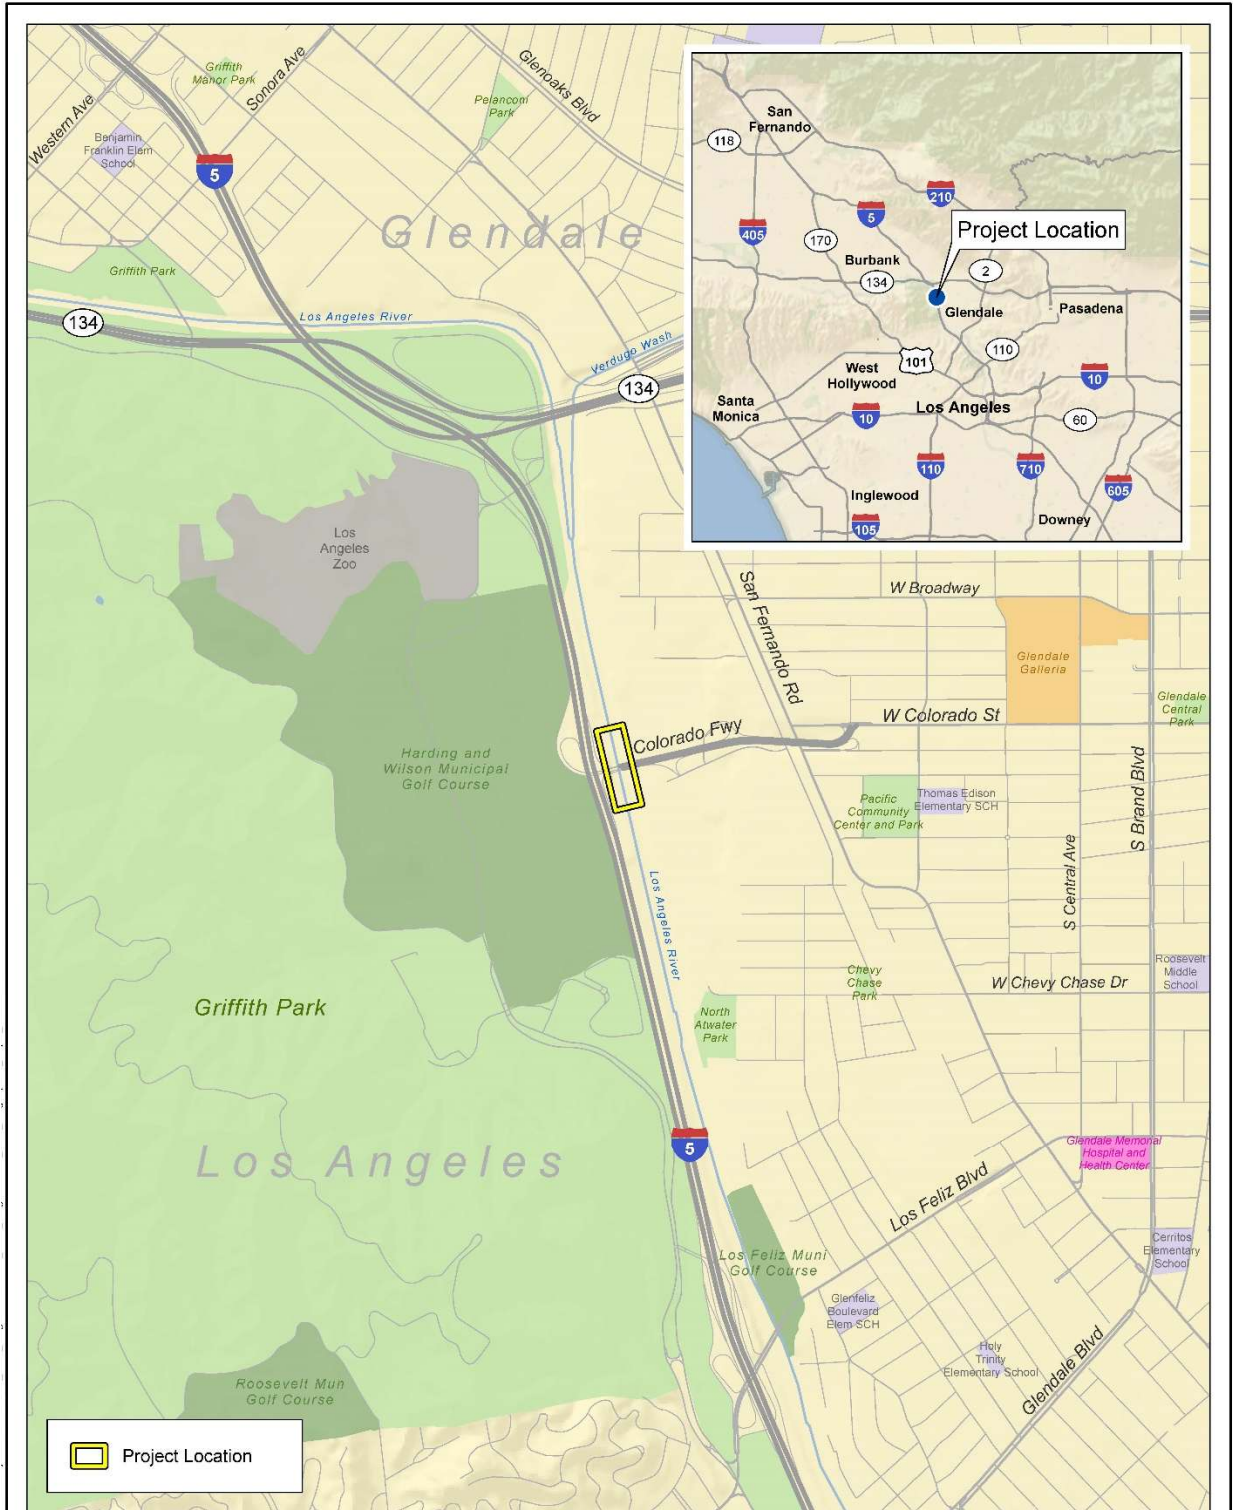 Western Ave
Griffith
Manor Park
Sonora Ave
Glenoaks Blvd
Pelanconi
Park
Benjamin
Franklin Elem
School
5
Glendale
Griffith Park
134
Los Angeles River
Verdugo Wash
134
San
Fernando
118
210
5
405
170
Project Location
Burbank
134
2
Glendale
Pasadena
110
101
West
Hollywood
10
Santa
Monica
10
Los Angeles
60
110
710
605
Inglewood
105
Downey
Los
Angeles
Zoo
San Fernando Rd
W Broadway
Glendale
Galleria
Glendale
Central
Park
W Colorado St
Colorado Fwy
Harding and
Wilson Municipal
Golf Course
S Brand Blvd
Pacific
Community
Center and Park
Thomas Edison
Elementary SCH
S Central Ave
Los Angeles River
Roosevelt
Middle
School
Chevy
Chase
Park
W Chevy Chase Dr
Griffith Park
North
Atwater
Park
5
Los Angeles
Glendale Memorial
Hospital and
Health Center
Los Feliz Blvd
Los Feliz Muni
Golf Course
Cerritos
Elementary
School
Glenfeliz
Boulevard
Elem SCH
Holy
Trinity
Elementary School
Glendale Blvd
Roosevelt Mun
Golf Course
Project Location